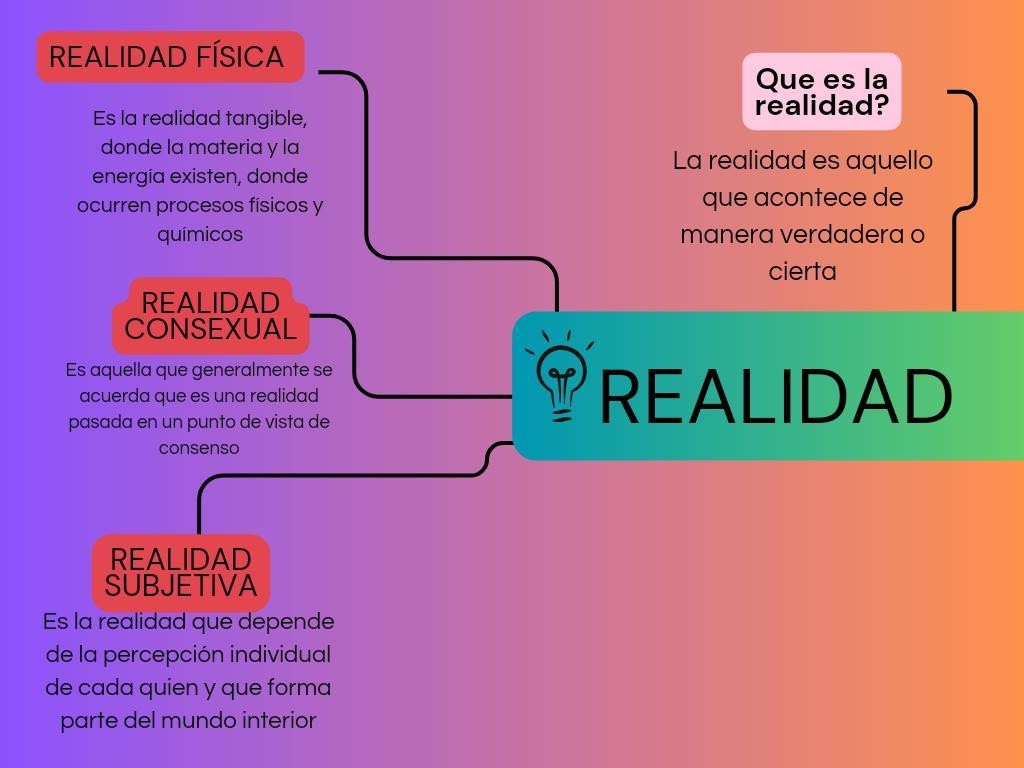 REALIDAD FÍSICA
Es la realidad tangible,
donde la materia y la
energía existen, donde
ocurren procesos físicos y
químicos
REALIDAD
CONSEXUAL
Es aquella que generalmente se
acuerda que es una realidad
pasada en un punto de vista de
consenso
REALIDAD
SUBJETIVA
Es la realidad que depende
de la percepción individual
de cada quien y que forma
parte del mundo interior
Que es la
realidad?
La realidad es aquello
que acontece de
manera verdadera o
cierta
REALIDAD